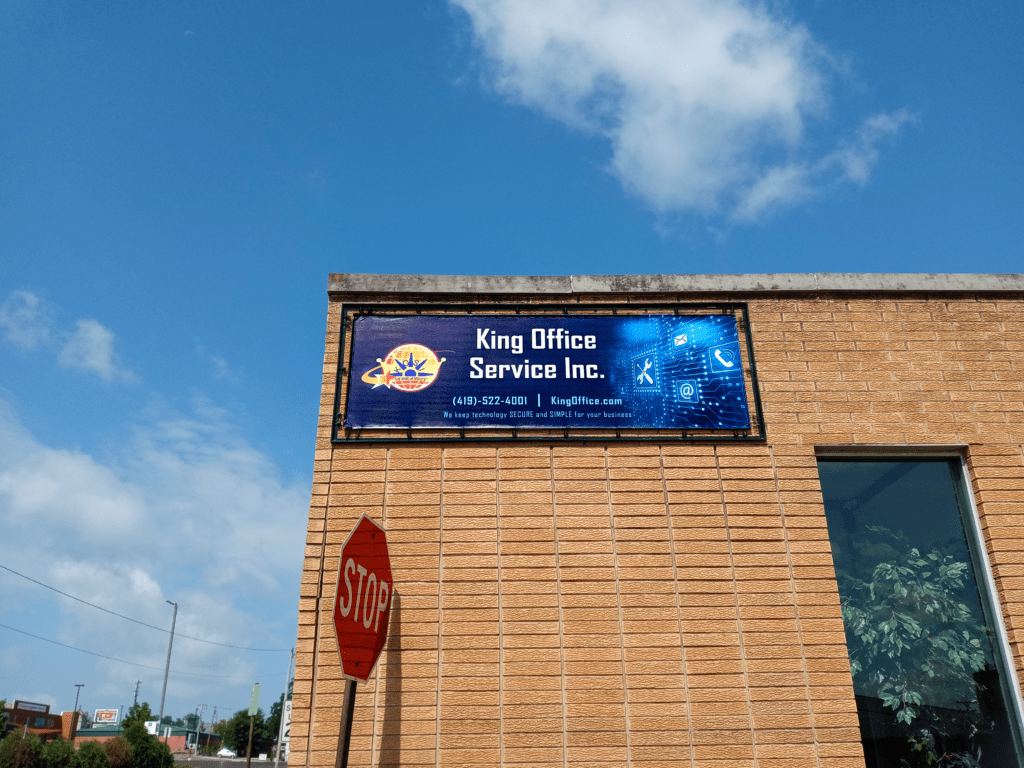 King Office
Service Inc.
(419)-522-4001 | KingOffice.com
We keep technology SECURE and SIMPLE for your business
STOP